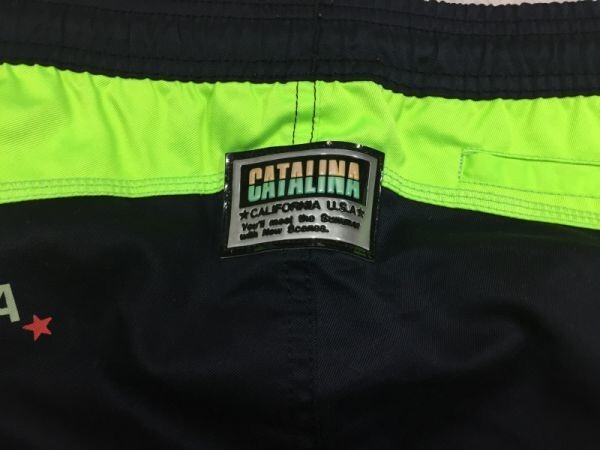 CATALINA
★CALIFORNIA U.S.A★
You'll meet the Summer
with New Scenes.
A